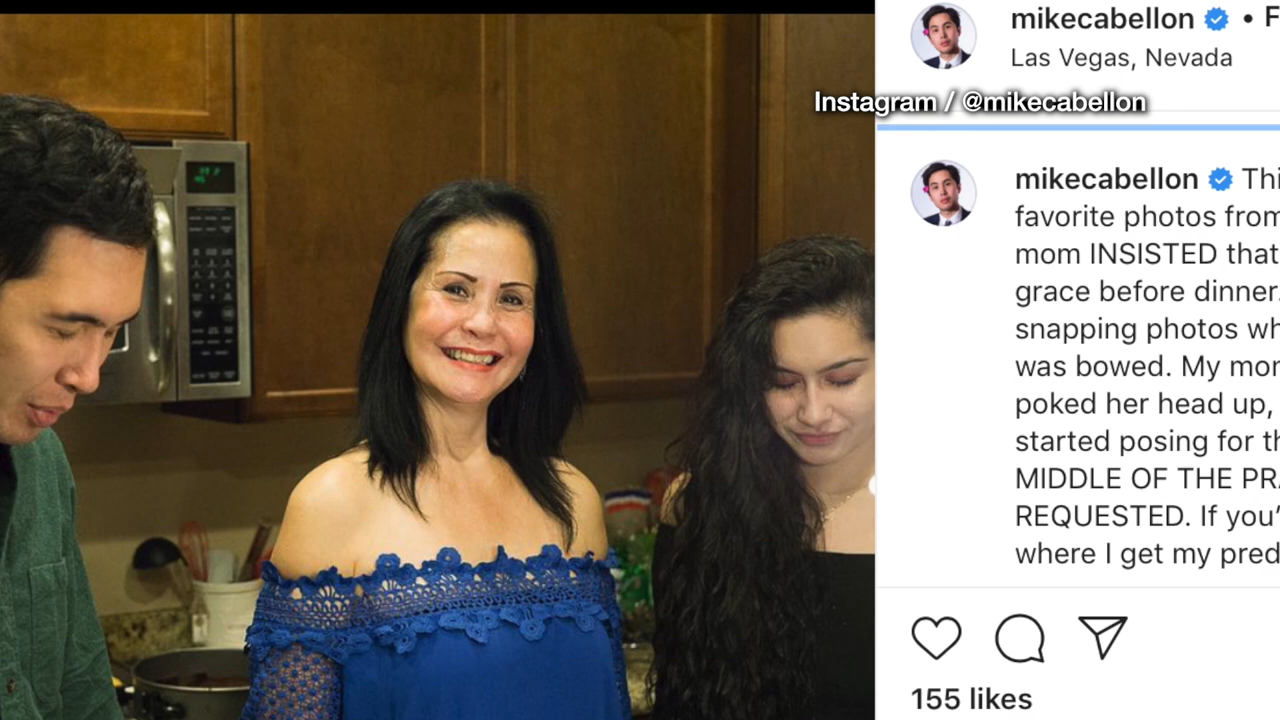 mikecabellon • F
Las Vegas, Nevada
Instagram / @mikecabellon
mikecabellon Thi
favorite photos from
mom INSISTED that
grace before dinner.
snapping photos wh
was bowed. My mom
poked her head up,
started posing for th
MIDDLE OF THE PRA
REQUESTED. If you'
where I get my pred
155 likes